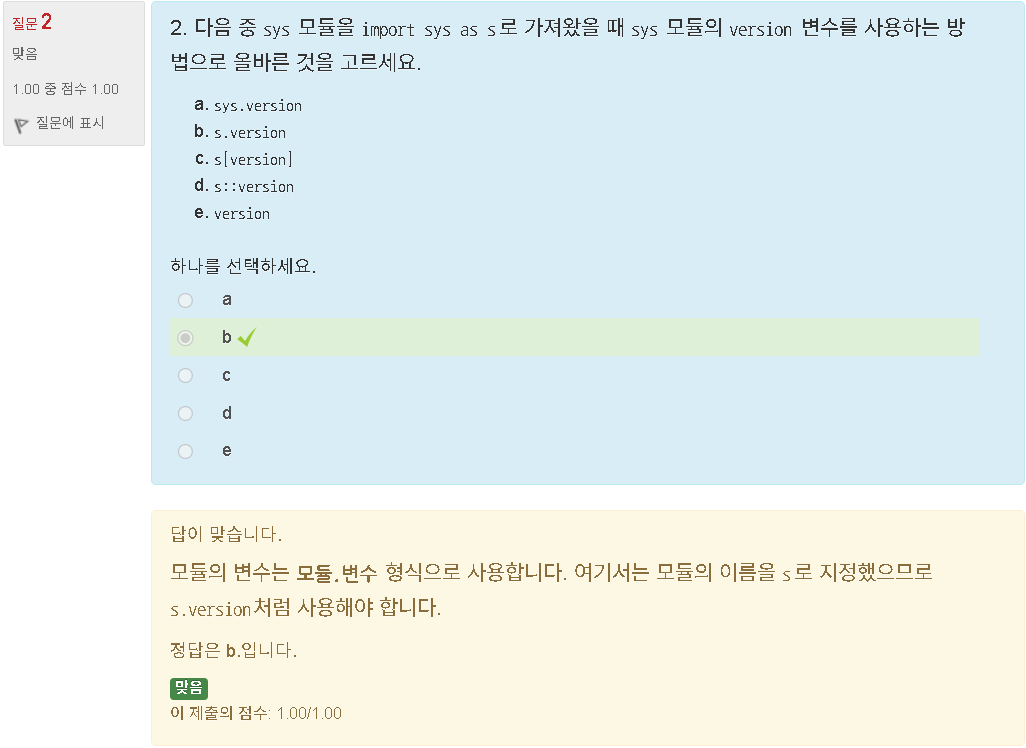 질문 2
맞음
1.00 중 점수 1.00
질문에 표시
2. 다음 중 sys 모듈을 import sys as s로 가져왔을 때 sys 모듈의 version 변수를 사용하는 방
법으로 올바른 것을 고르세요.
a. sys.version
b. s.version
c. s[version]
d. s::version
e. version
하나를 선택하세요.
a
b
c
d
e
답이 맞습니다.
모듈의 변수는 모듈.변수 형식으로 사용합니다. 여기서는 모듈의 이름을 s로 지정했으므로
s.version처럼 사용해야 합니다.
정답은 b.입니다.
맞음
이 제출의 점수: 1.00/1.00